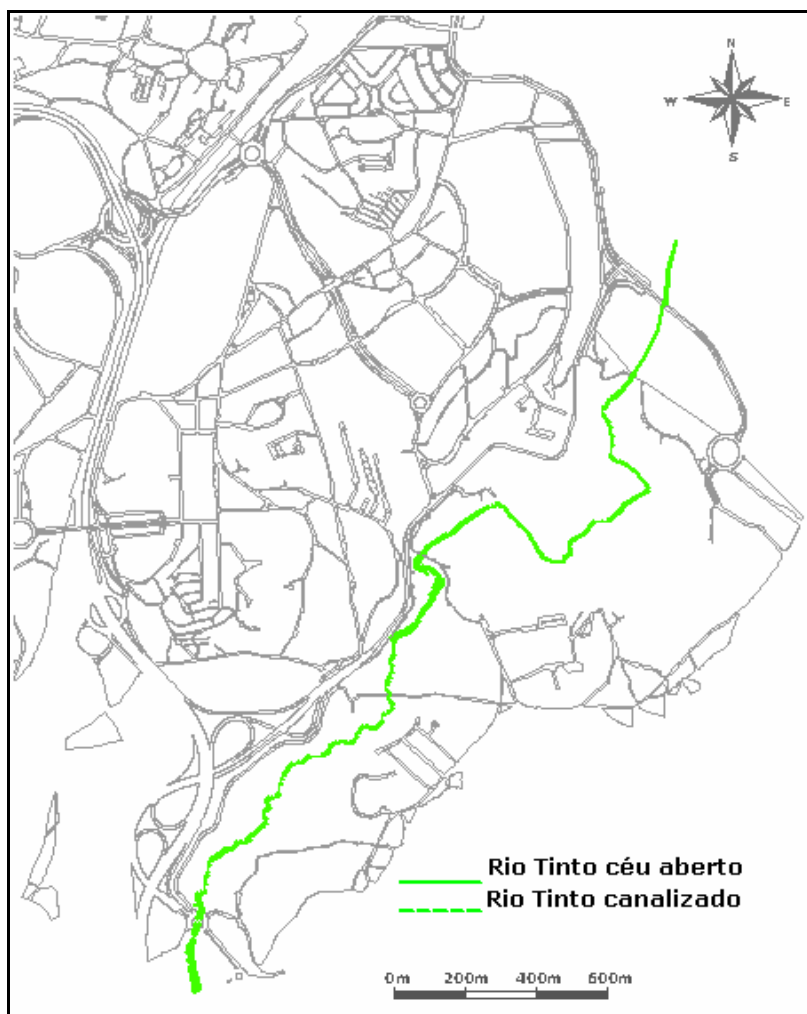 N
W E
S
Rio Tinto céu aberto
Rio Tinto canalizado
0m 200m 400m 600m